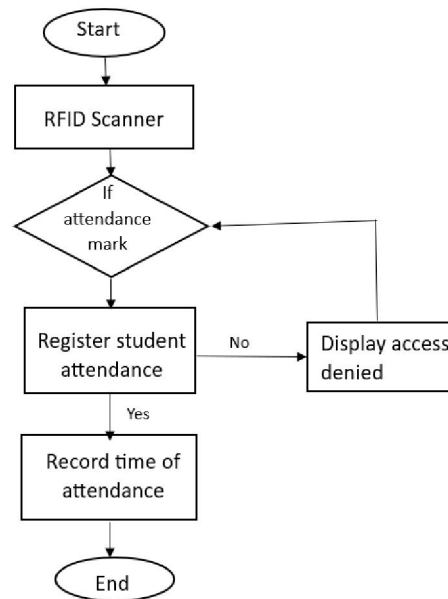 Start
RFID Scanner
If
attendance
mark
Register student
attendance
No
Display access
denied
Yes
Record time of
attendance
End